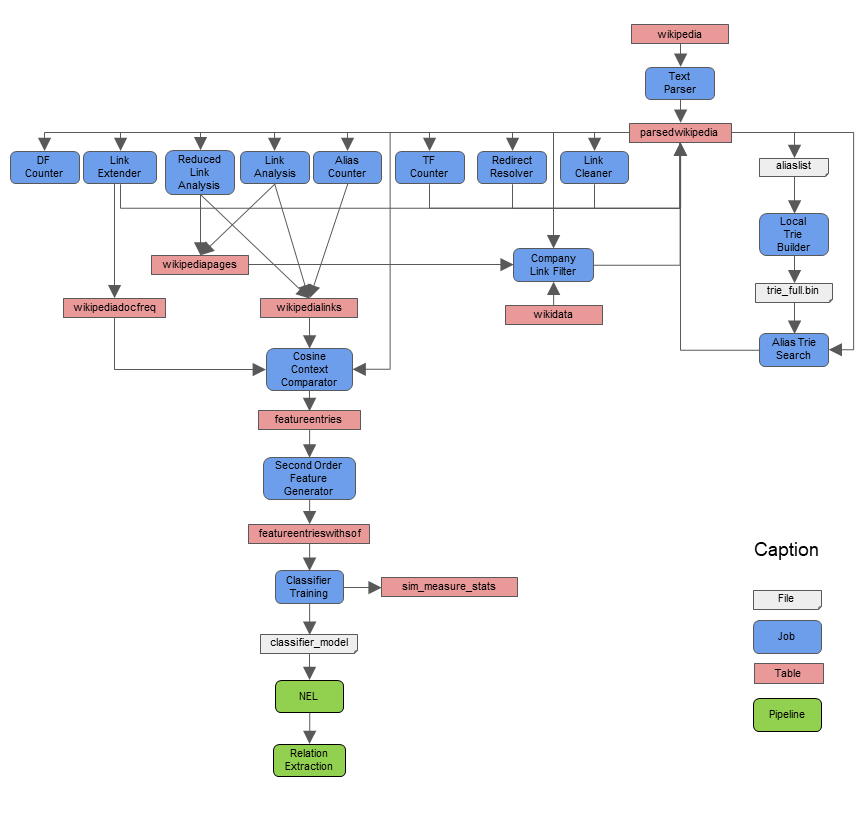 wikipedia
Text
Parser
parsedwikipedia
DF
Counter
Link
Extender
Reduced
Link
Analysis
Link
Analysis
Alias
Counter
TF
Counter
Redirect
Resolver
Link
Cleaner
aliaslist
Local
Trie
Builder
wikipediapages
Company
Link Filter
trie_full.bin
wikipediadocfreq
wikipedialinks
wikidata
Alias Trie
Search
Cosine
Context
Comparator
featureentries
Second Order
Feature
Generator
featureentrieswithsof
Caption
Classifier
Training
sim_measure_stats
File
Job
classifier_model
Table
NEL
Pipeline
Relation
Extraction